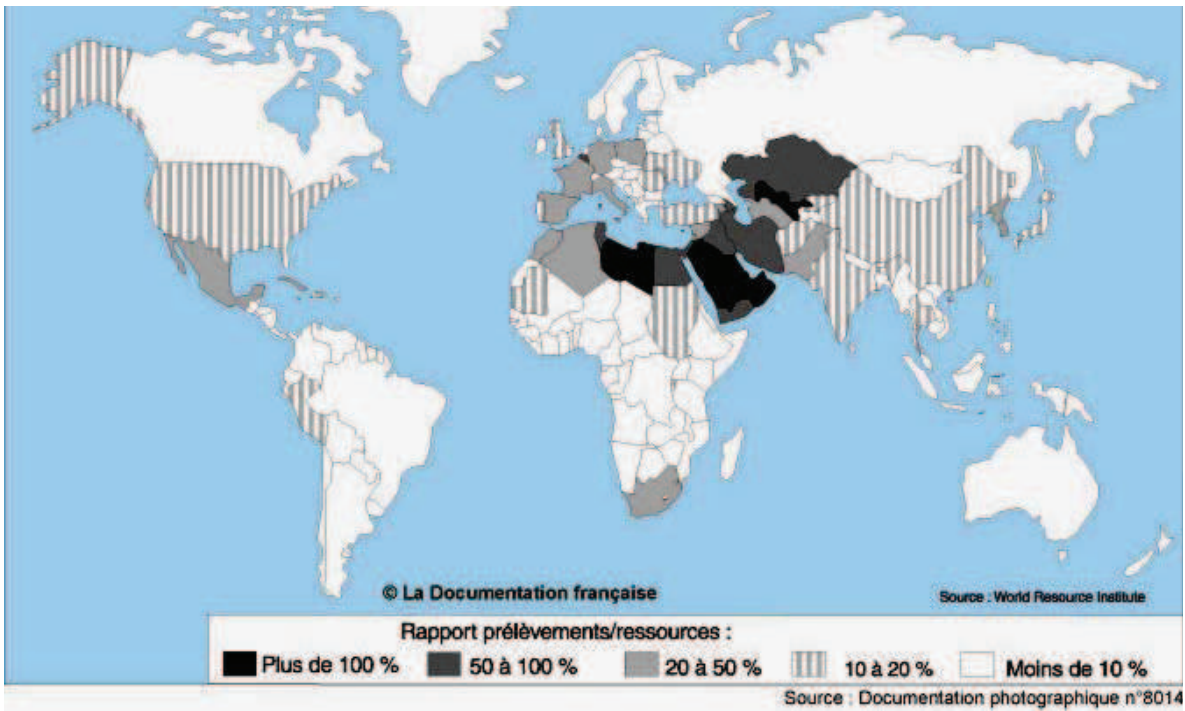 © La Documentation française
Source : World Resource Institute
Rapport prélèvements/ressources :
Plus de 100 %
50 à 100 %
20 à 50 %
10 à 20 %
Moins de 10 %
Source : Documentation photographique n°8014